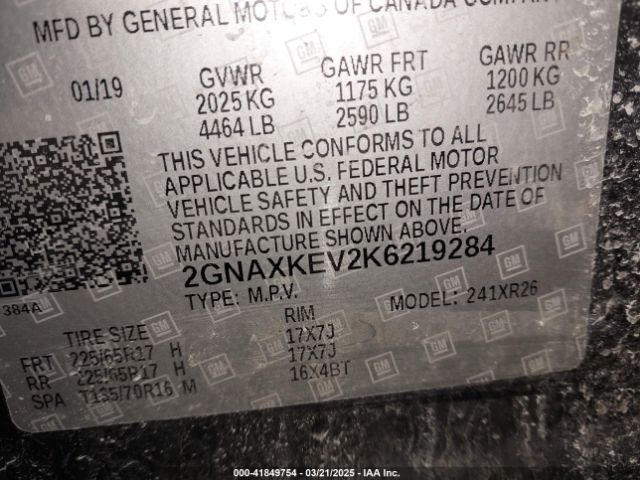 MFD BY GENERAL MOTORS OF CANADA COMPAN
01/19
GVWR
2025 KG
4464 LB
GAWR FRT
1175 KG
2590 LB
GAWR RR
1200 KG
2645 LB
THIS VEHICLE CONFORMS TO ALL
APPLICABLE U.S. FEDERAL MOTOR
VEHICLE SAFETY AND THEFT PREVENTION
STANDARDS IN EFFECT ON THE DATE OF
MANUFACTURE SHOWN ABOVE.
2GNAXKEV2K6219284
384A
TYPE: M.P.V. MODEL: 241XR26
TIRE SIZE RIM
FRT 225/65R17 H 17X7J
RR 225/65R17 H 17X7J
SPA T135/70R16 M 16X4BT
GM
000-41849754 — 03/21/2025 — IAA Inc.